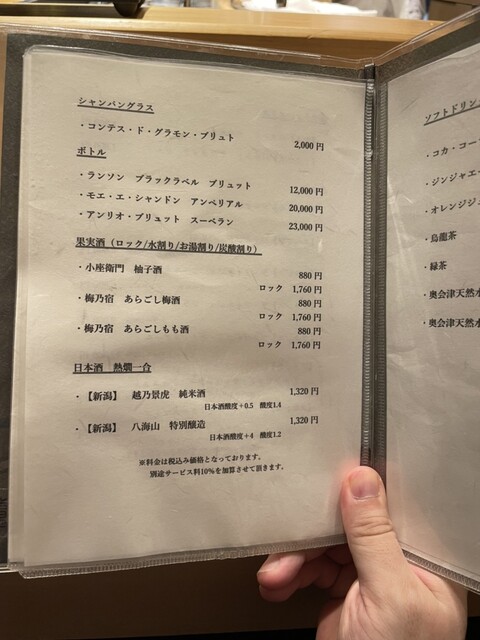 シャンパングラス
・コンテス・ド・グラモン・ブリュト 2,000円
ボトル
・ランソン ブラックラベル ブリュット 12,000円
・モエ・エ・シャンドン アンペリアル 20,000円
・アンリオ・ブリュット スーベラン 23,000円
果実酒（ロック/水割り/お湯割り/炭酸割り）
・小座衛門 柚子酒 880円
ロック 1,760円
・梅乃宿 あらごし梅酒 880円
ロック 1,760円
・梅乃宿 あらごしもも酒 880円
ロック 1,760円
日本酒 熱燗一合
・【新潟】 越乃景虎 純米酒 1,320円
日本酒酸度＋0.5 酸度1.4
・【新潟】 八海山 特別醸造 1,320円
日本酒酸度＋4 酸度1.2
※料金は税込み価格となっております。
別途サービス料10％を加算させて頂きます。
ソフトドリン
・コカ・コー
・ジンジャエ
・オレンジジ
・烏龍茶
・緑茶
・奥会津天然水
・奥会津天然水